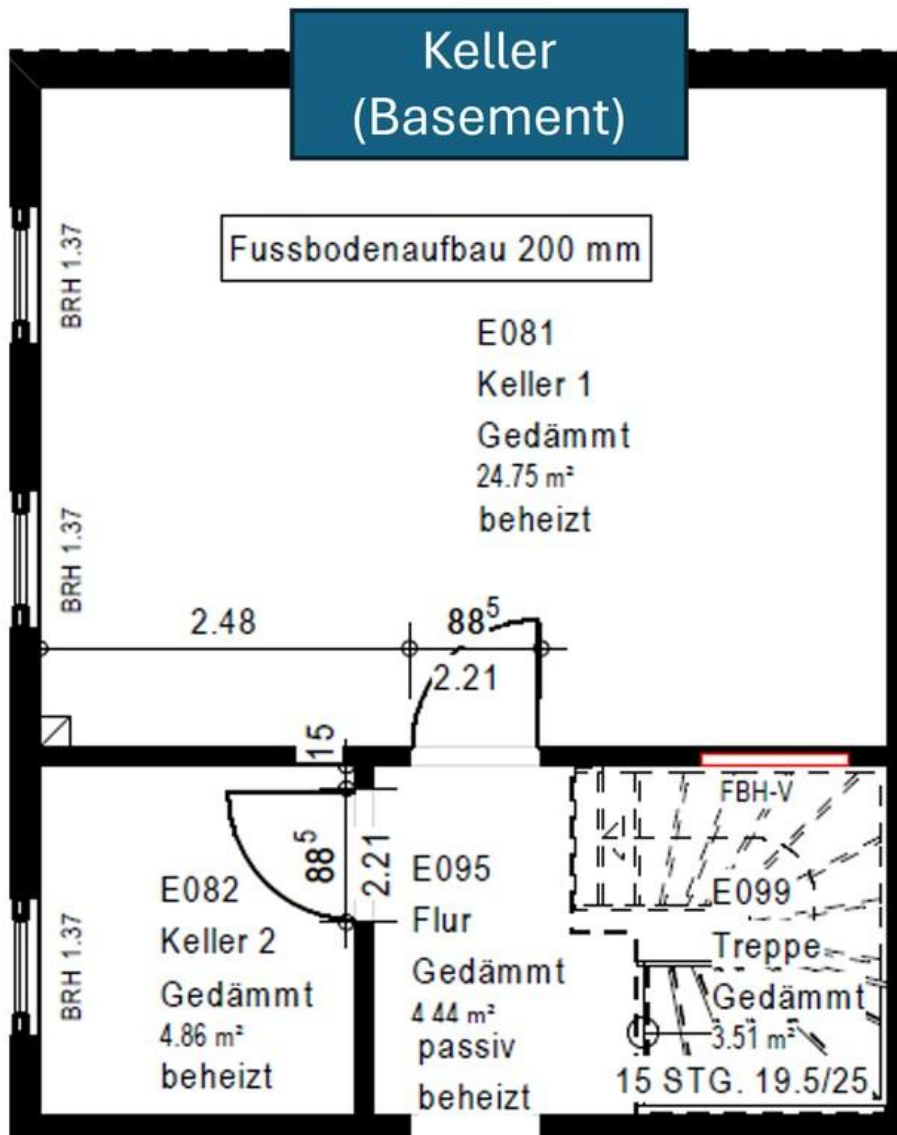 Keller
(Basement)
Fussbodenaufbau 200 mm
BRH 1.37
E081
Keller 1
Gedämmt
24.75 m²
beheizt
BRH 1.37
2.48
88⁵
2.21
15
88⁵
2.21
FBH-V
E082
Keller 2
Gedämmt
4.86 m²
beheizt
BRH 1.37
E095
Flur
Gedämmt
4.44 m²
passiv
beheizt
E099
Treppe
Gedämmt
3.51 m²
15 STG. 19.5/25